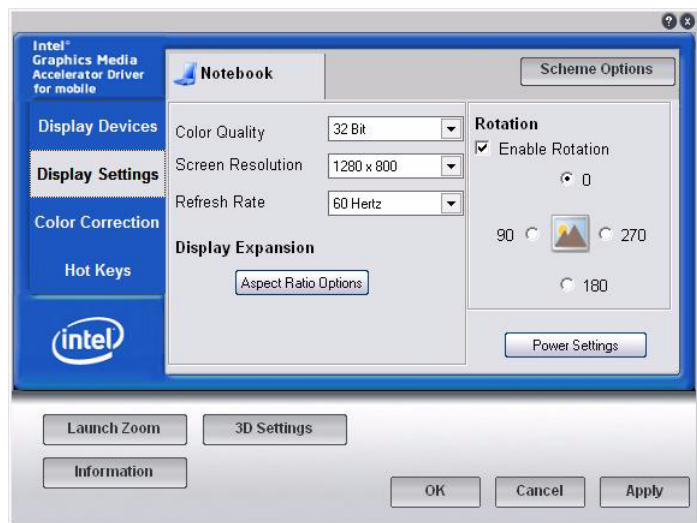 Intel®
Graphics Media
Accelerator Driver
for mobile
Notebook
Scheme Options
Display Devices
Display Settings
Color Correction
Hot Keys
intel
Color Quality
32 Bit
Screen Resolution
1280 x 800
Refresh Rate
60 Hertz
Display Expansion
Aspect Ratio Options
Rotation
Enable Rotation
0
90
270
180
Power Settings
Launch Zoom
3D Settings
Information
OK
Cancel
Apply